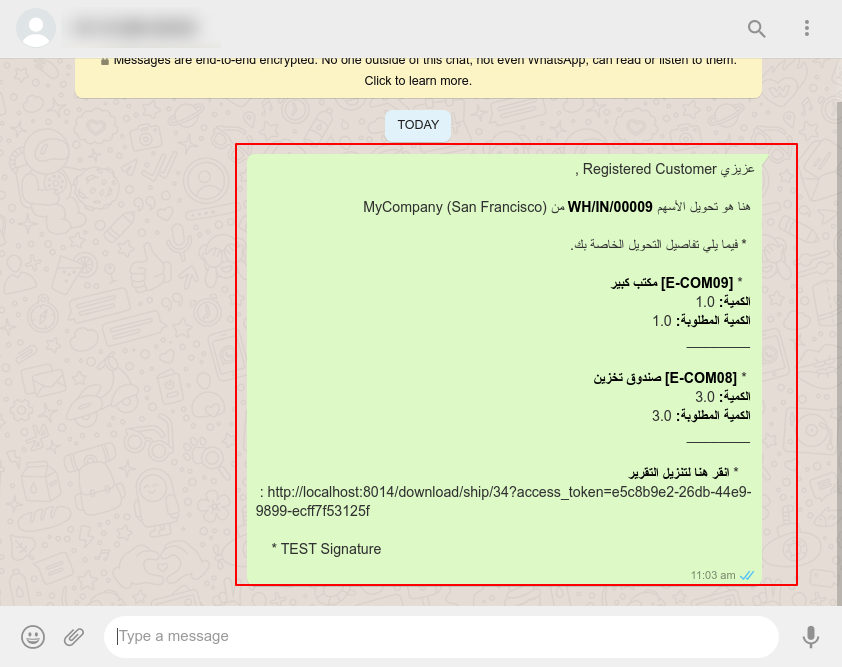 Messages are end-to-end encrypted. No one outside of this chat, not even WhatsApp, can read or listen to them.
Click to learn more.
TODAY
عزيزي Registered Customer ,
هنا هو تحويل الأسهم WH/IN/00009 من MyCompany (San Francisco)
* فيما يلي تفاصيل التحويل الخاصة بك.
* [E-COM09] مكتب كبير
الكمية: 1.0
الكمية المطلوبة: 1.0
________
* [E-COM08] صندوق تخزين
الكمية: 3.0
الكمية المطلوبة: 3.0
________
* انقر هنا لتنزيل التقرير
: http://localhost:8014/download/ship/34?access_token=e5c8b9e2-26db-44e9-
9899-ecff7f53125f
* TEST Signature
11:03 am
Type a message